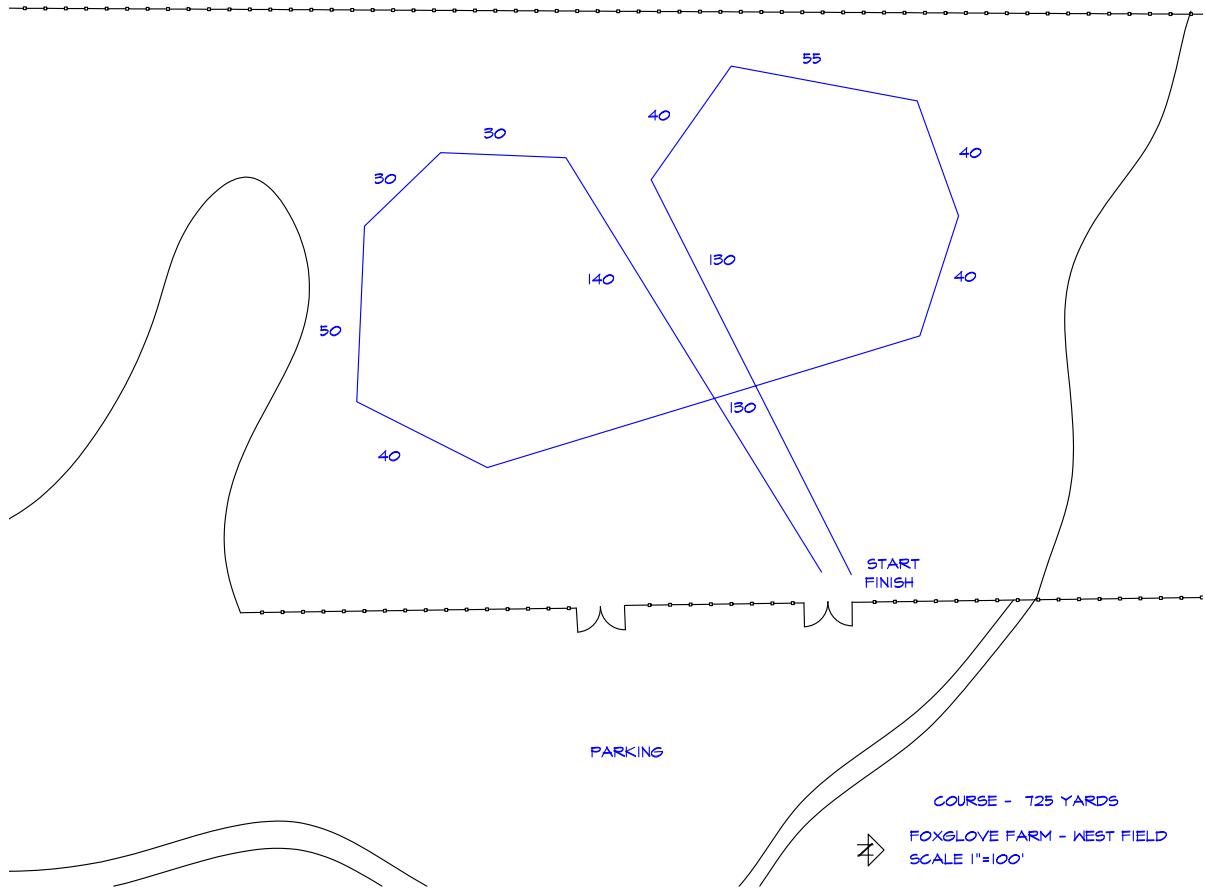 55
40
30
40
30
130
140
40
50
130
40
START
FINISH
PARKING
COURSE - 725 YARDS
N
FOXGLOVE FARM - WEST FIELD
SCALE 1"=100'